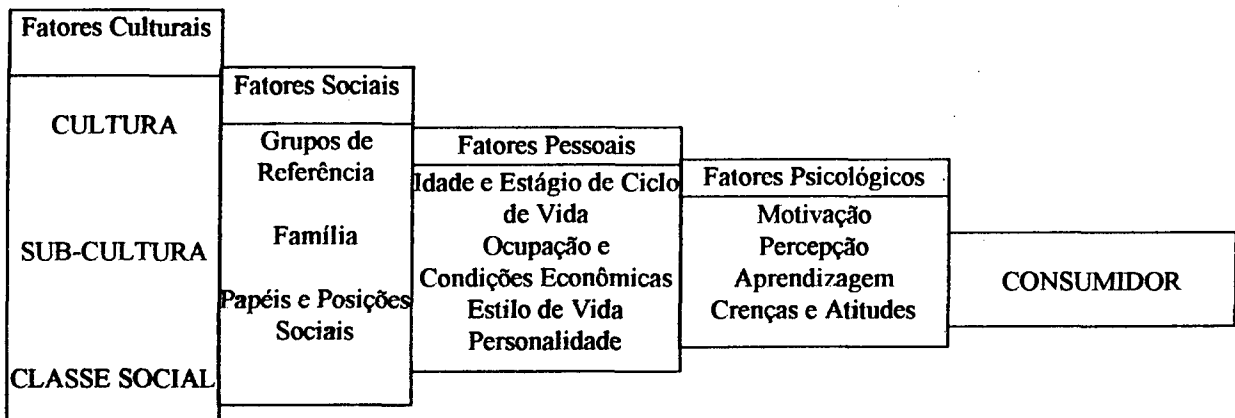 Fatores Culturais
CULTURA
SUB-CULTURA
CLASSE SOCIAL
Fatores Sociais
Grupos de
Referência
Família
Papéis e Posições
Sociais
Fatores Pessoais
Idade e Estágio de Ciclo
de Vida
Ocupação e
Condições Econômicas
Estilo de Vida
Personalidade
Fatores Psicológicos
Motivação
Percepção
Aprendizagem
Crenças e Atitudes
CONSUMIDOR